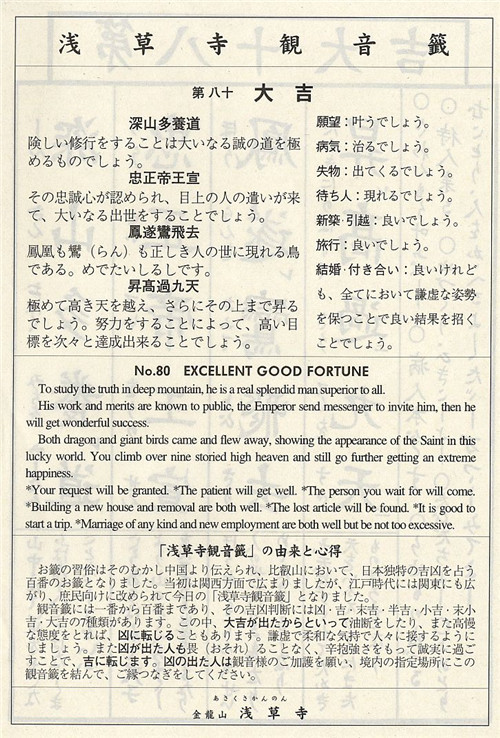 浅草寺観音籤
第八十 大吉
深山多養道
険しい修行をすることは大いなる誠の道を極
めるものでしょう。
忠正帝王宣
その忠誠心が認められ、目上の人の遣いが来
て、大いなる出世をすることでしょう。
鳳遂鸞飛去
鳳凰も鸞（らん）も正しき人の世に現れる鳥
である。めでたいしるしです。
昇髙過九天
極めて高き天を越え、さらにその上まで昇る
でしょう。努力をすることによって、高い目
標を次々と達成出来ることでしょう。
願望：叶うでしょう。
病気：治るでしょう。
失物：出てくるでしょう。
待ち人：現れるでしょう。
新築・引越：良いでしょう。
旅行：良いでしょう。
結婚・付き合い：良いけれど
も、全てにおいて謙虚な姿勢
を保つことで良い結果を招く
ことでしょう。
No.80 EXCELLENT GOOD FORTUNE
To study the truth in deep mountain, he is a real splendid man superior to all.
His work and merits are known to public, the Emperor send messenger to invite him, then he
will get wonderful success.
Both dragon and giant birds came and flew away, showing the appearance of the Saint in this
lucky world. You climb over nine storied high heaven and still go further getting an extreme
happiness.
*Your request will be granted. *The patient will get well. *The person you wait for will come.
*Building a new house and removal are both well. *The lost article will be found. *It is good to
start a trip. *Marriage of any kind and new employment are both well but be not too excessive.
「浅草寺観音籤」の由来と心得
お籤の習俗はそのむかし中国より伝えられ、比叡山において、日本独特の吉凶を占う
百番のお籤となりました。当初は関西方面で広まりましたが、江戸時代には関東にも広
がり、庶民向けに改められて今日の「浅草寺観音籤」となりました。
観音籤には一番から百番まであり、その吉凶判断には凶・吉・末吉・半吉・小吉・末小
吉・大吉の7種類があります。この中、大吉が出たからといって油断をしたり、また高慢
な態度をとれば、凶に転じることもあります。謙虚で柔和な気持で人々に接するように
しましょう。また凶が出た人も畏（おそれ）ることなく、辛抱強さをもって誠実に過ご
すことで、吉に転じます。凶の出た人は観音様のご加護を願い、境内の指定場所にこの
観音籤を結んで、ご縁つなぎをしてください。
あさくさかんのん
金龍山 浅草寺